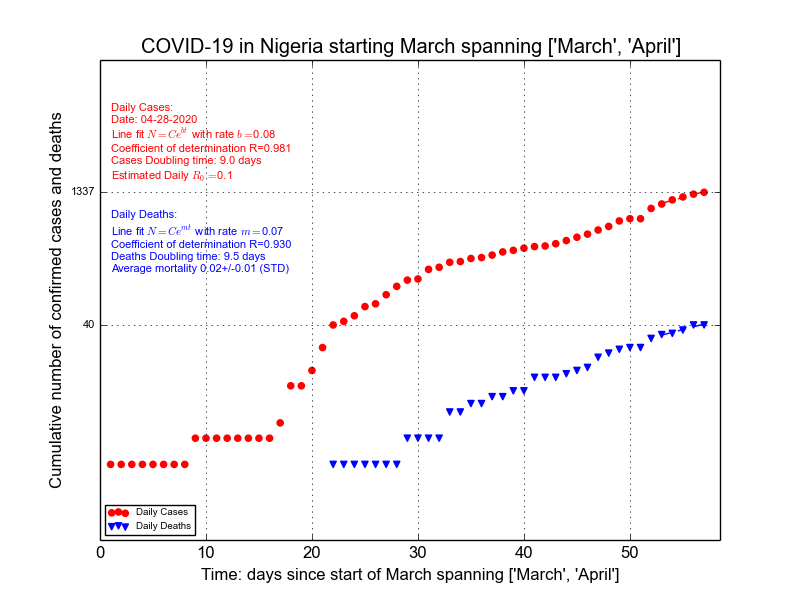 COVID-19 in Nigeria starting March spanning ['March', 'April']
Daily Cases:
Date: 04-28-2020
Line fit N = Ce^{bt} with rate b =0.08
Coefficient of determination R=0.981
Cases Doubling time: 9.0 days
Estimated Daily R_0 :=0.1
Daily Deaths:
Line fit N = Ce^{mt} with rate m =0.07
Coefficient of determination R=0.930
Deaths Doubling time: 9.5 days
Average mortality 0.02+/-0.01 (STD)
Cumulative number of confirmed cases and deaths
1337
40
Daily Cases
Daily Deaths
0 10 20 30 40 50
Time: days since start of March spanning ['March', 'April']